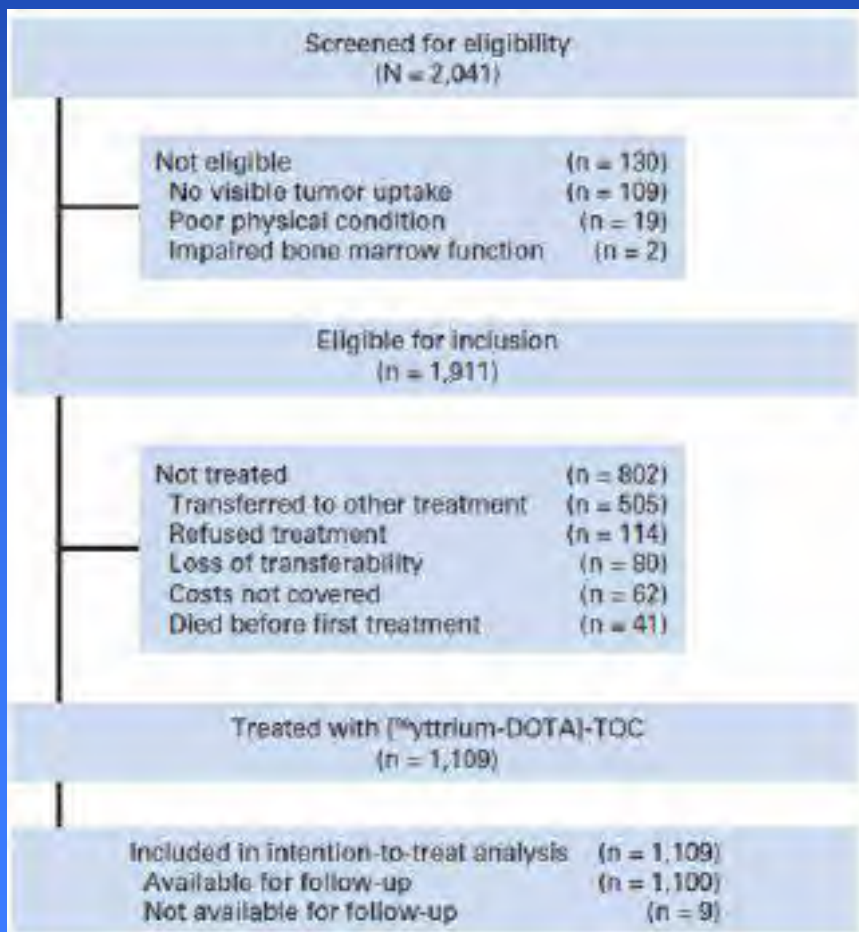 Screened for eligibility
(N = 2,041)
Not eligible (n = 130)
No visible tumor uptake (n = 109)
Poor physical condition (n = 19)
Impaired bone marrow function (n = 2)
Eligible for inclusion
(n = 1,911)
Not treated (n = 802)
Transferred to other treatment (n = 505)
Refused treatment (n = 114)
Loss of transferability (n = 80)
Costs not covered (n = 62)
Died before first treatment (n = 41)
Treated with [⁹⁰yttrium-DOTA]-TOC
(n = 1,109)
Included in intention-to-treat analysis (n = 1,109)
Available for follow-up (n = 1,100)
Not available for follow-up (n = 9)